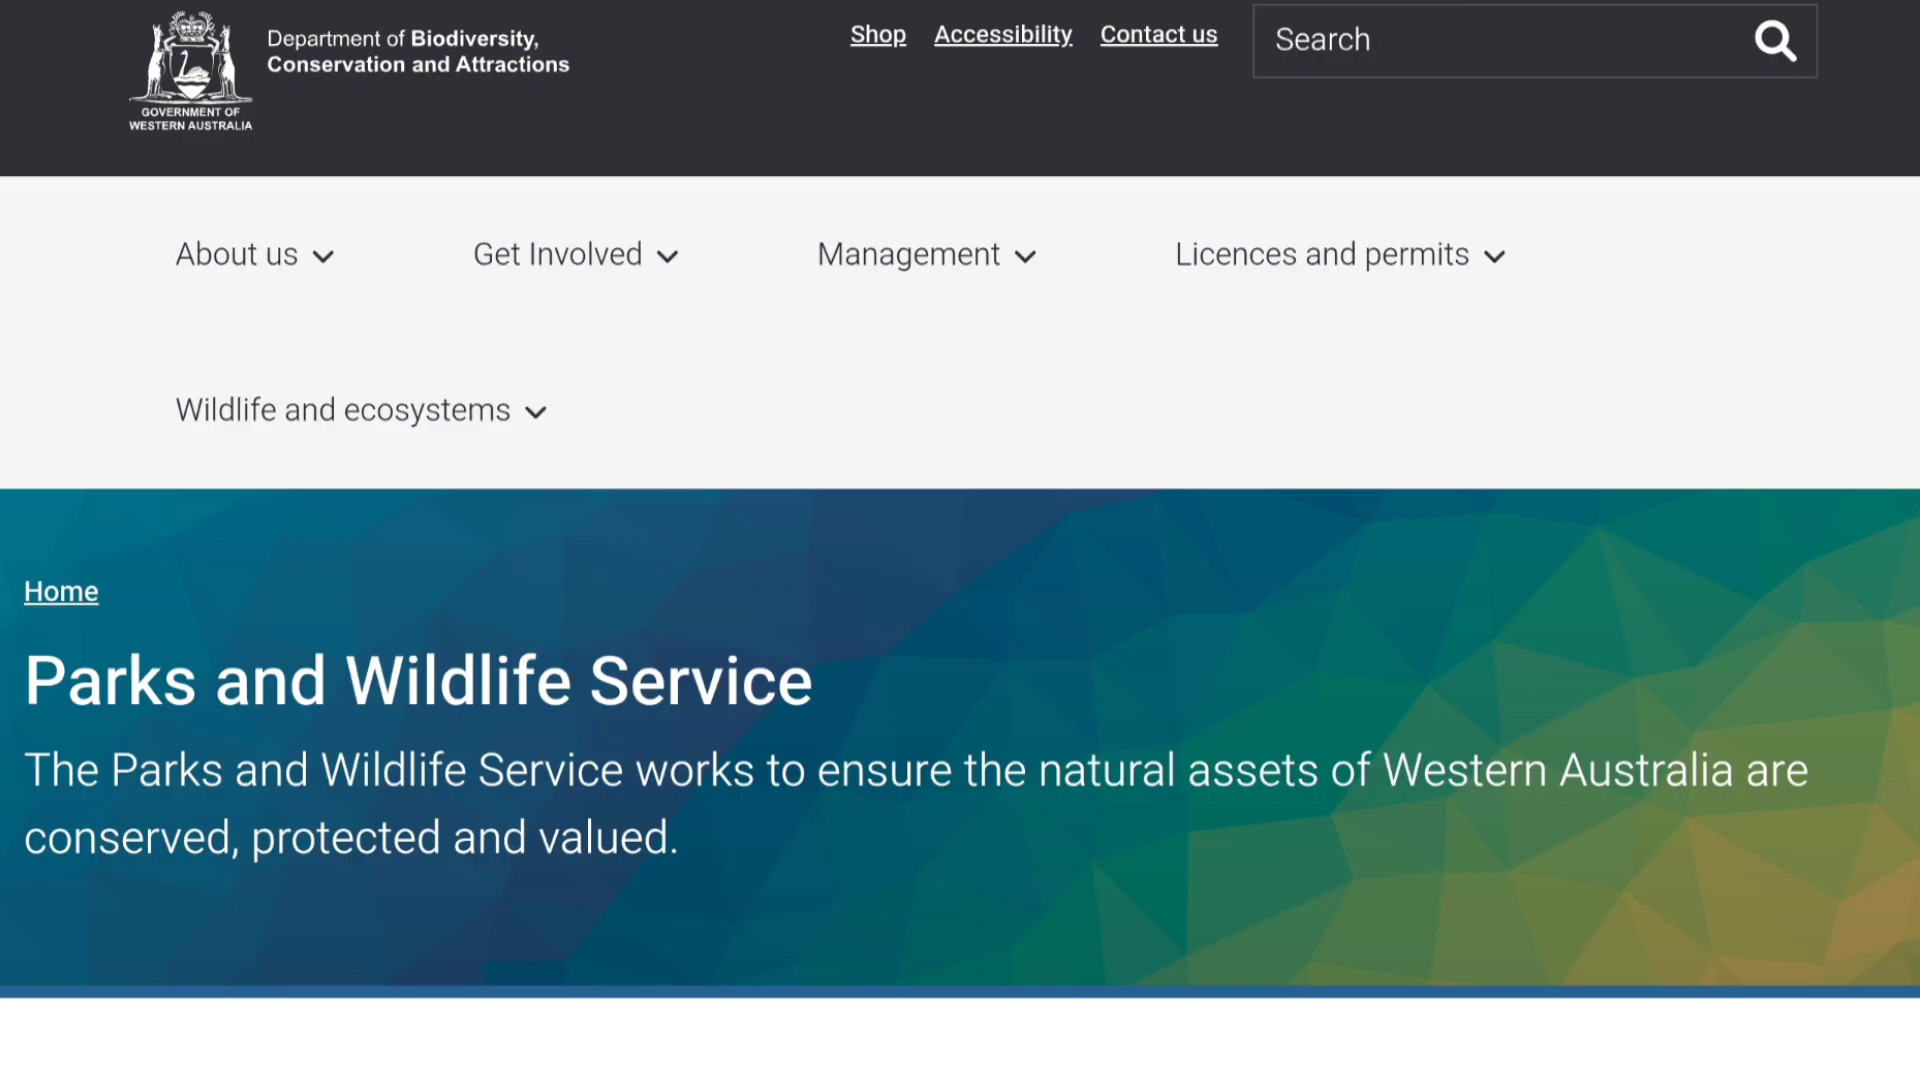 Department of Biodiversity,
Conservation and Attractions
GOVERNMENT OF
WESTERN AUSTRALIA
Shop Accessibility Contact us Search
About us Get Involved Management Licences and permits
Wildlife and ecosystems
Home
Parks and Wildlife Service
The Parks and Wildlife Service works to ensure the natural assets of Western Australia are
conserved, protected and valued.